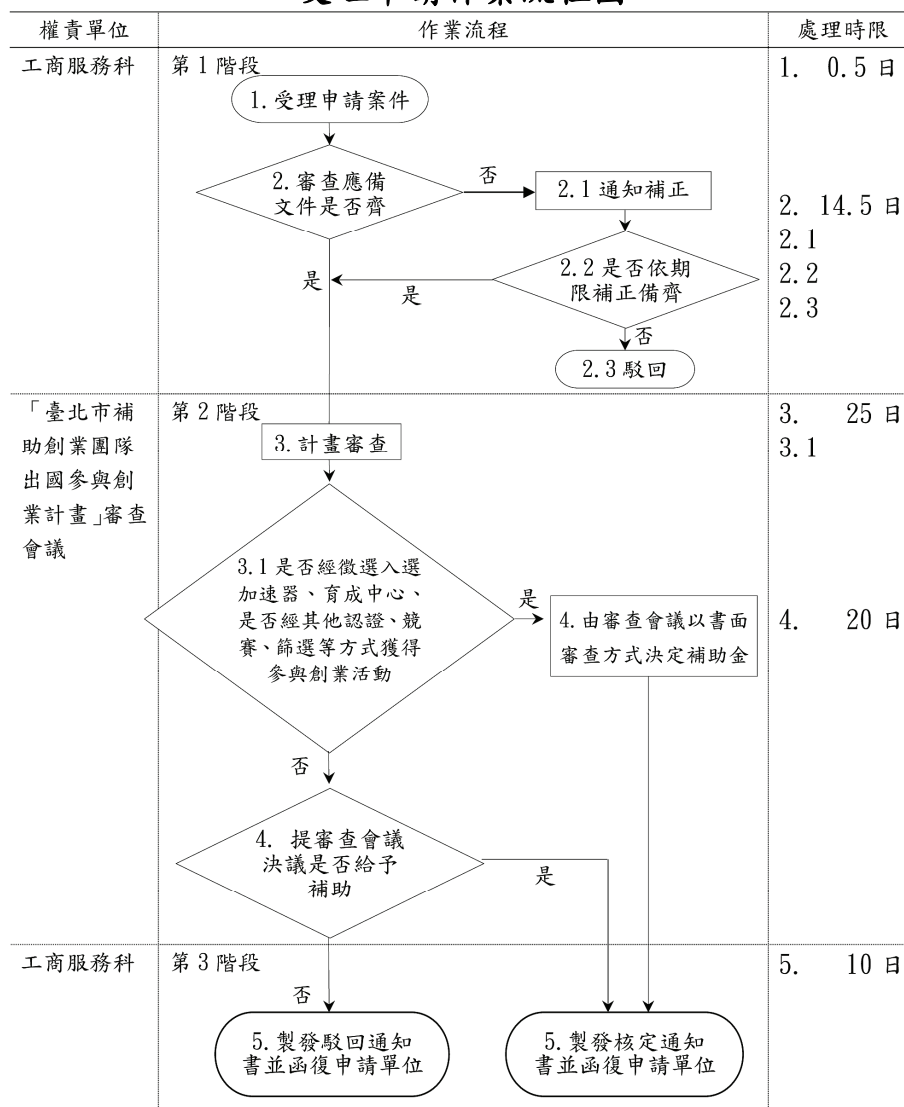 權責單位
作業流程
處理時限
工商服務科
第1階段
1. 0.5日
1.受理申請案件
2.審查應備
文件是否齊
否
2.1通知補正
2. 14.5日
2.1
2.2
2.3
2.2是否依期
限補正備齊
是
是
否
2.3駁回
「臺北市補
助創業團隊
出國參與創
業計畫」審查
會議
第2階段
3. 25日
3.1
3.計畫審查
3.1是否經徵選入選
加速器、育成中心、
是否經其他認證、競
賽、篩選等方式獲得
參與創業活動
是
4.由審查會議以書面
審查方式決定補助金
4. 20日
否
4. 提審查會議
決議是否給予
補助
是
工商服務科
第3階段
5. 10日
否
5.製發駁回通知
書並函復申請單位
5.製發核定通知
書並函復申請單位